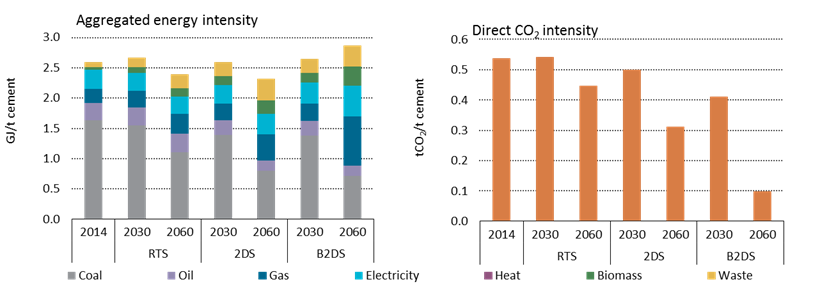 Aggregated energy intensity
GJ/t cement
3.0
2.5
2.0
1.5
1.0
0.5
0.0
2014 2030 2060 2030 2060 2030 2060
RTS 2DS B2DS
Direct CO₂ intensity
tCO₂/t cement
0.6
0.5
0.4
0.3
0.2
0.1
0.0
2014 2030 2060 2030 2060 2030 2060
RTS 2DS B2DS
Coal Oil Gas Electricity Heat Biomass Waste